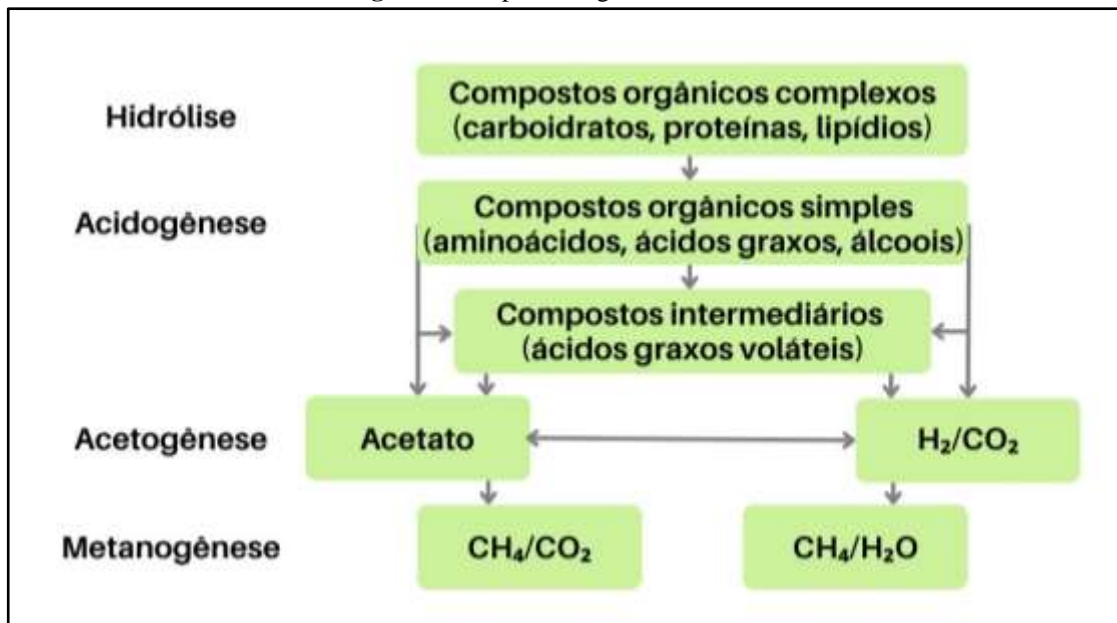 Hidrólise
Compostos orgânicos complexos
(carboidratos, proteínas, lipídios)
Acidogênese
Compostos orgânicos simples
(aminoácidos, ácidos graxos, álcoois)
Compostos intermediários
(ácidos graxos voláteis)
Acetogênese
Acetato
H₂/CO₂
Metanogênese
CH₄/CO₂
CH₄/H₂O